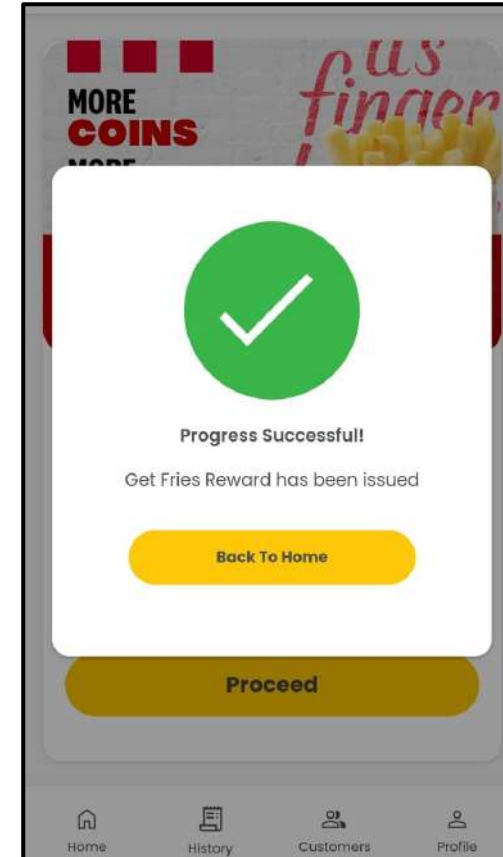 MORE
COINS
MORE
us
finger
Progress Successful!
Get Fries Reward has been issued
Back To Home
Proceed
Home
History
Customers
Profile